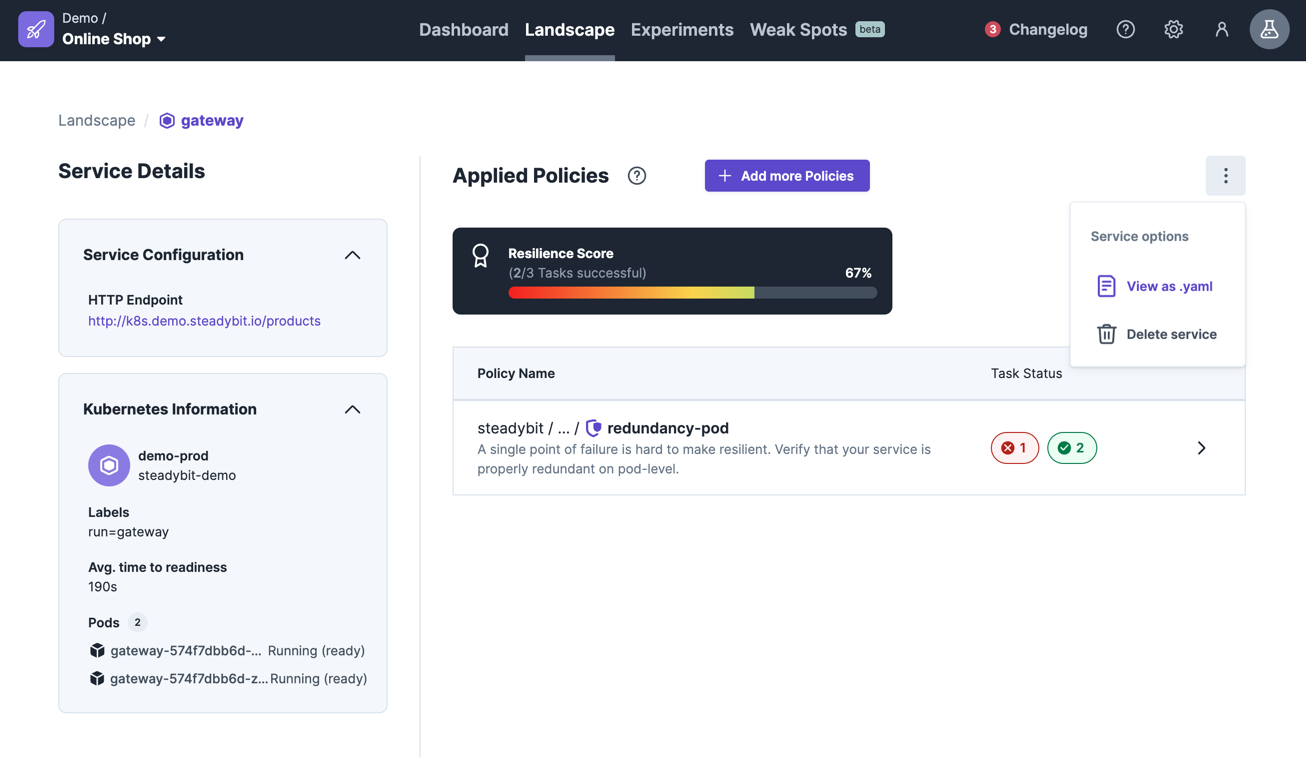 Demo /
Online Shop
Dashboard
Landscape
Experiments
Weak Spots beta
3 Changelog
Landscape / gateway
Service Details
Service Configuration
HTTP Endpoint
http://k8s.demo.steadybit.io/products
Kubernetes Information
demo-prod
steadybit-demo
Labels
run=gateway
Avg. time to readiness
190s
Pods 2
gateway-574f7dbb6d-... Running (ready)
gateway-574f7dbb6d-z... Running (ready)
Applied Policies ?
+ Add more Policies
Resilience Score
(2/3 Tasks successful)
67%
Service options
View as .yaml
Delete service
Policy Name
Task Status
steadybit / ... / redundancy-pod
A single point of failure is hard to make resilient. Verify that your service is
properly redundant on pod-level.
1
2